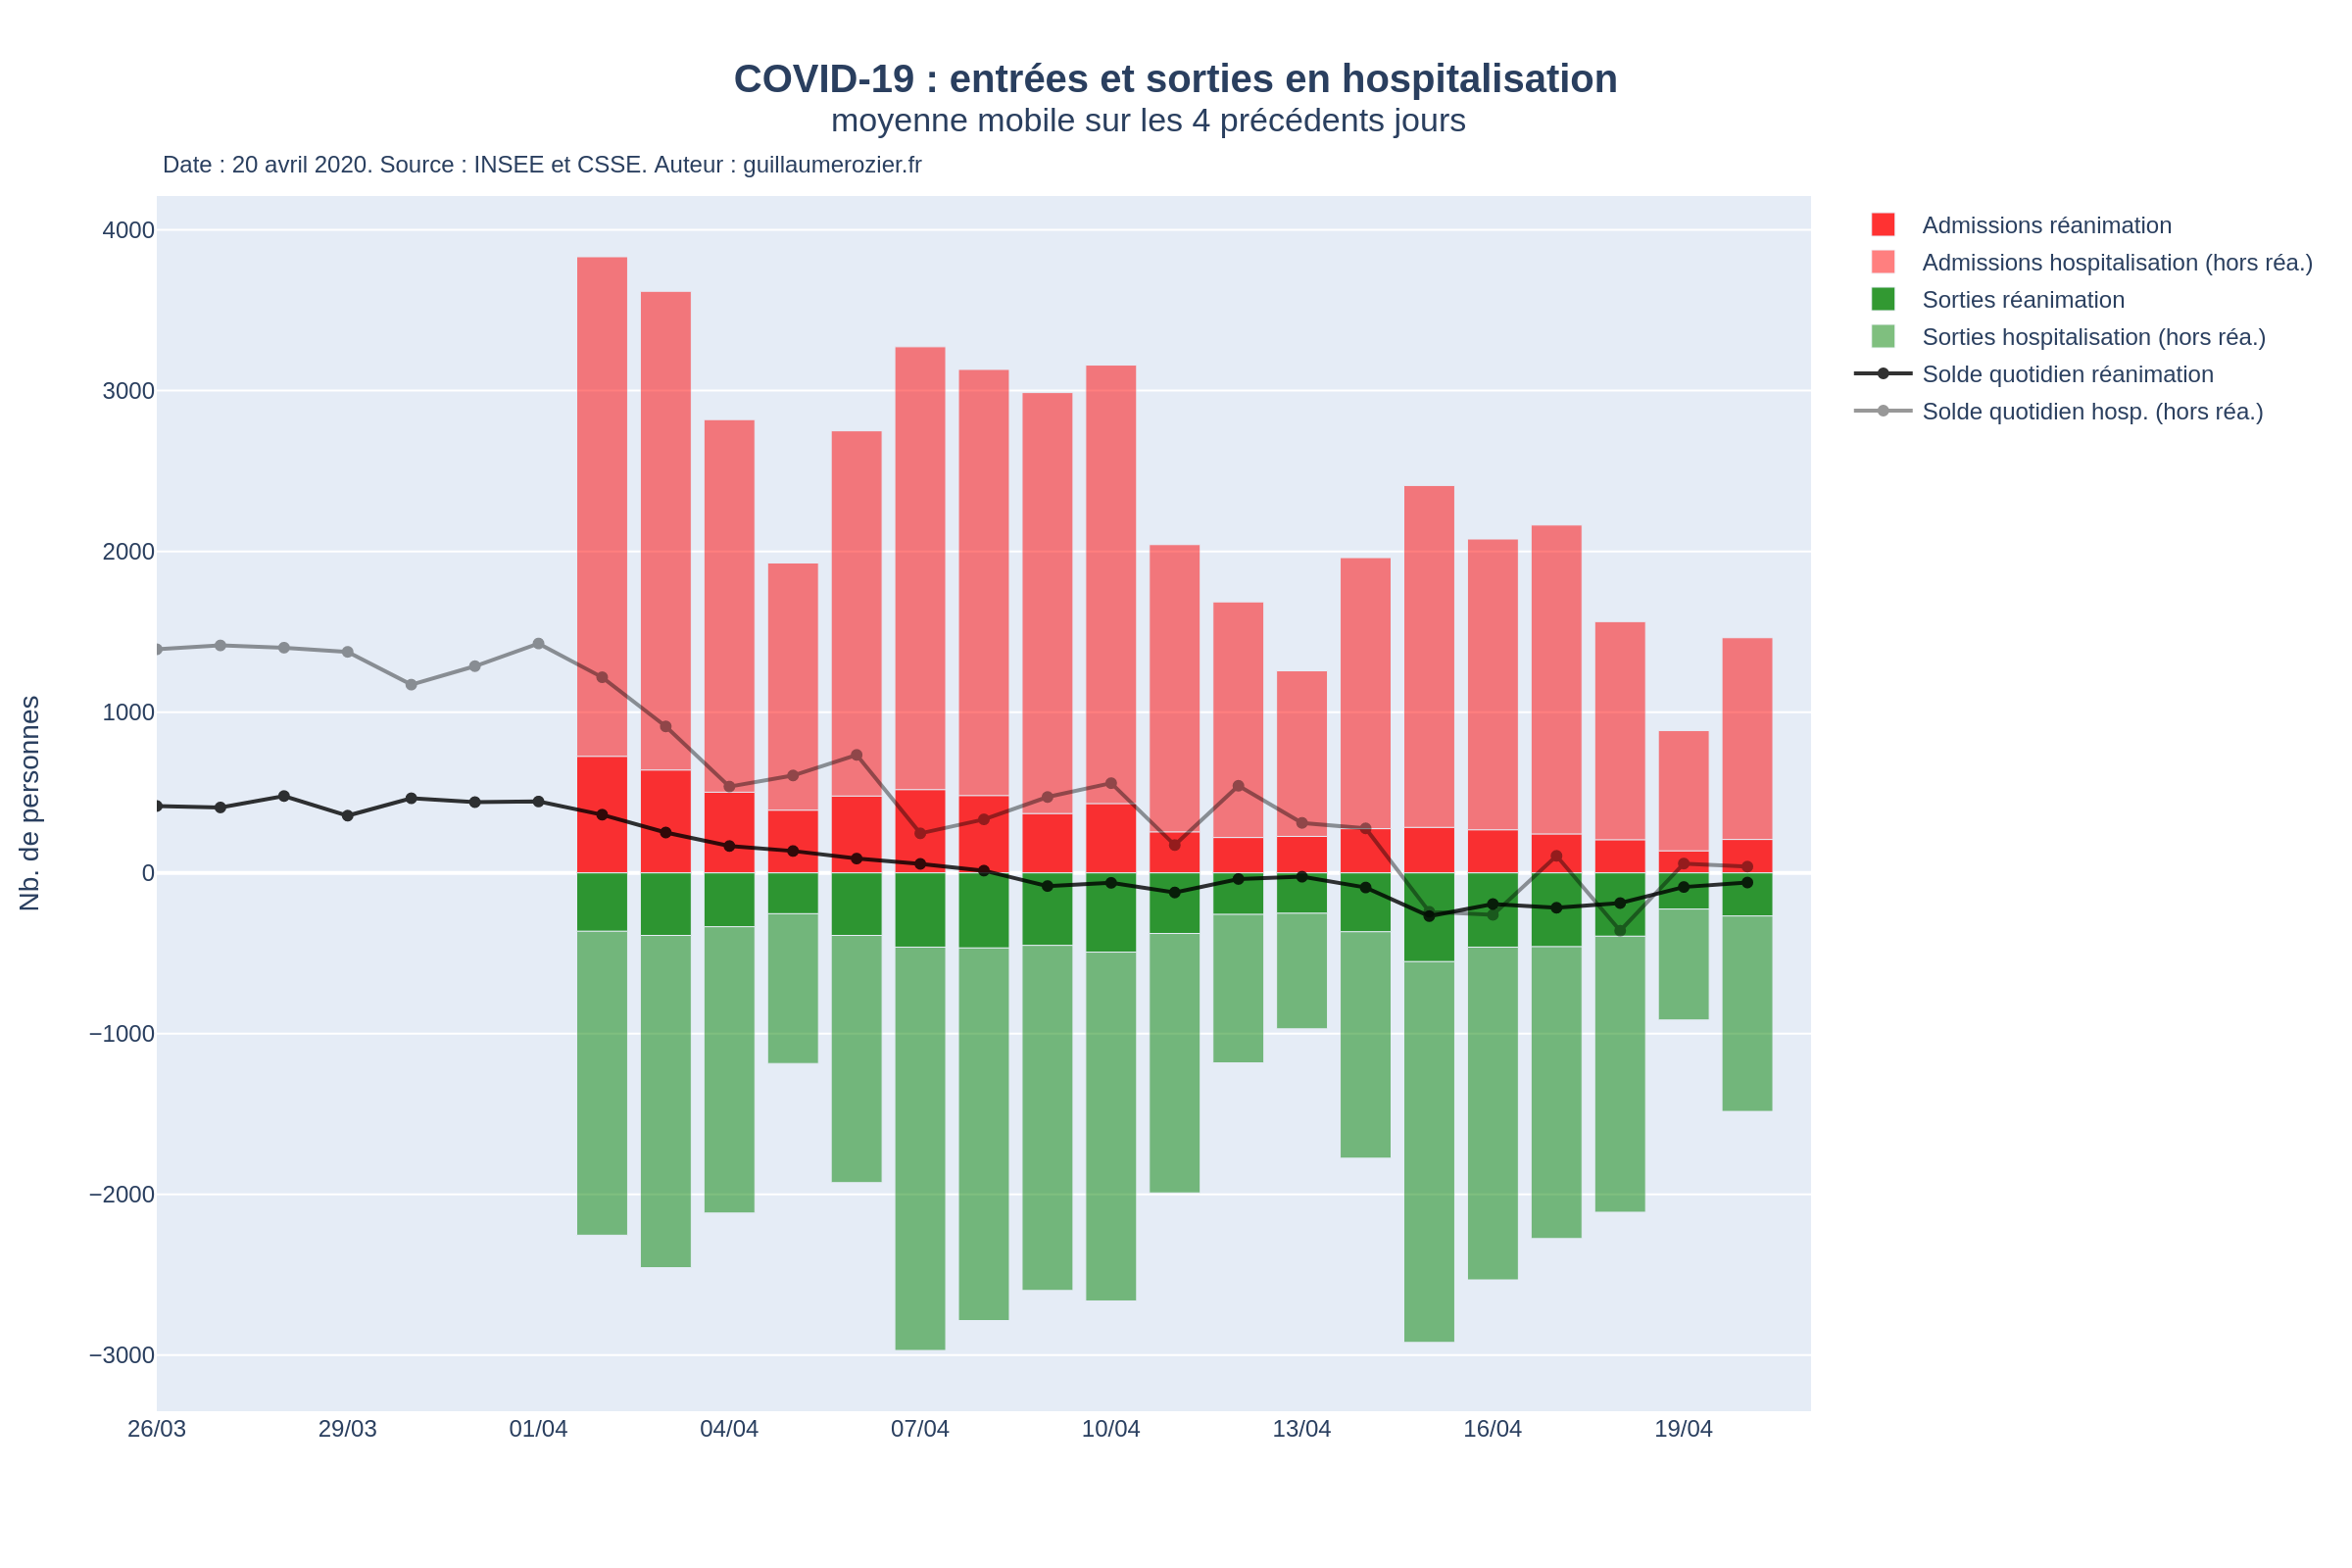 COVID-19 : entrées et sorties en hospitalisation
moyenne mobile sur les 4 précédents jours
Date : 20 avril 2020. Source : INSEE et CSSE. Auteur : guillaumerozier.fr
Admissions réanimation
Admissions hospitalisation (hors réa.)
Sorties réanimation
Sorties hospitalisation (hors réa.)
Solde quotidien réanimation
Solde quotidien hosp. (hors réa.)
Nb. de personnes
4000
3000
2000
1000
0
−1000
−2000
−3000
26/03 29/03 01/04 04/04 07/04 10/04 13/04 16/04 19/04